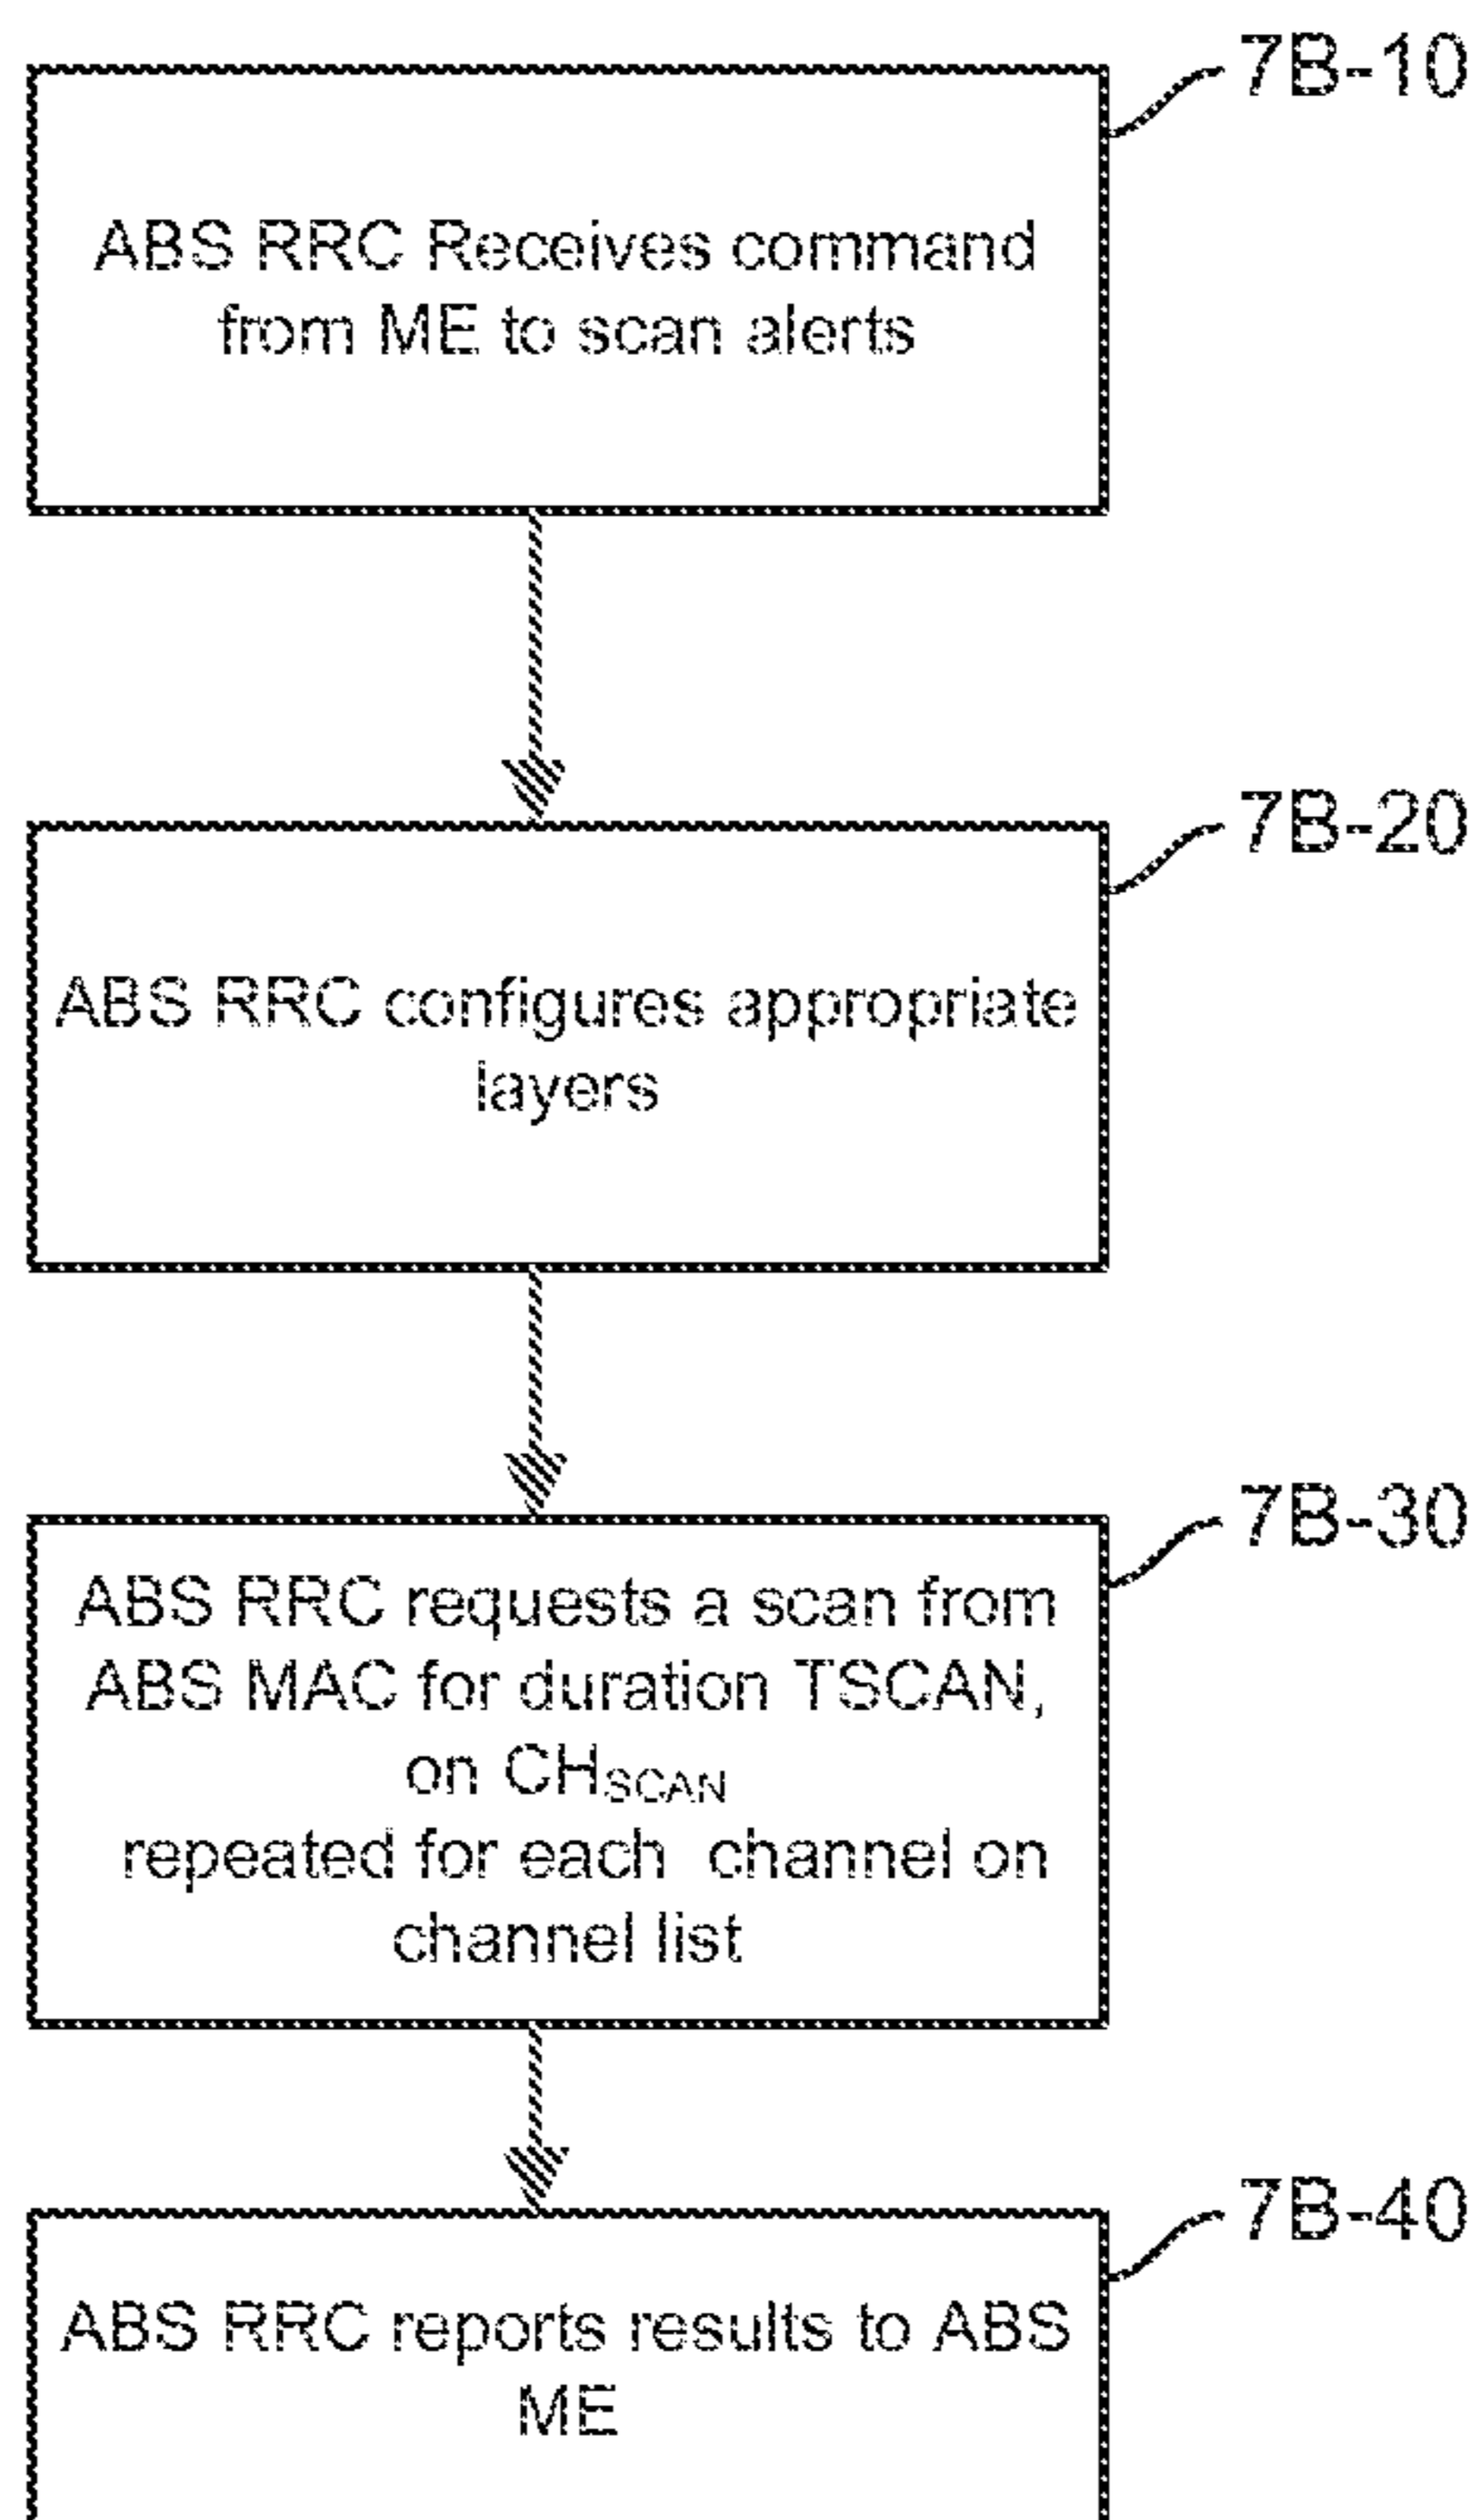 7B-10
ABS RRC Receives command
from ME to scan alerts
7B-20
ABS RRC configures appropriate
layers
7B-30
ABS RRC requests a scan from
ABS MAC for duration TSCAN,
on CHSCAN
repeated for each channel on
channel list
7B-40
ABS RRC reports results to ABS
ME